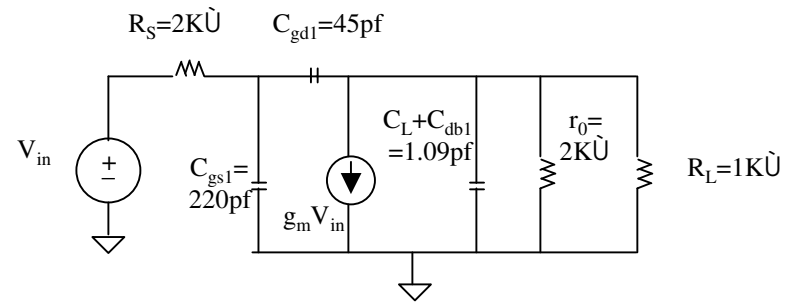 R_S=2KÙ
C_gd1=45pf
V_in
+
–
C_gs1=
220pf
g_mV_in
C_L+C_db1
=1.09pf
r_0=
2KÙ
R_L=1KÙ